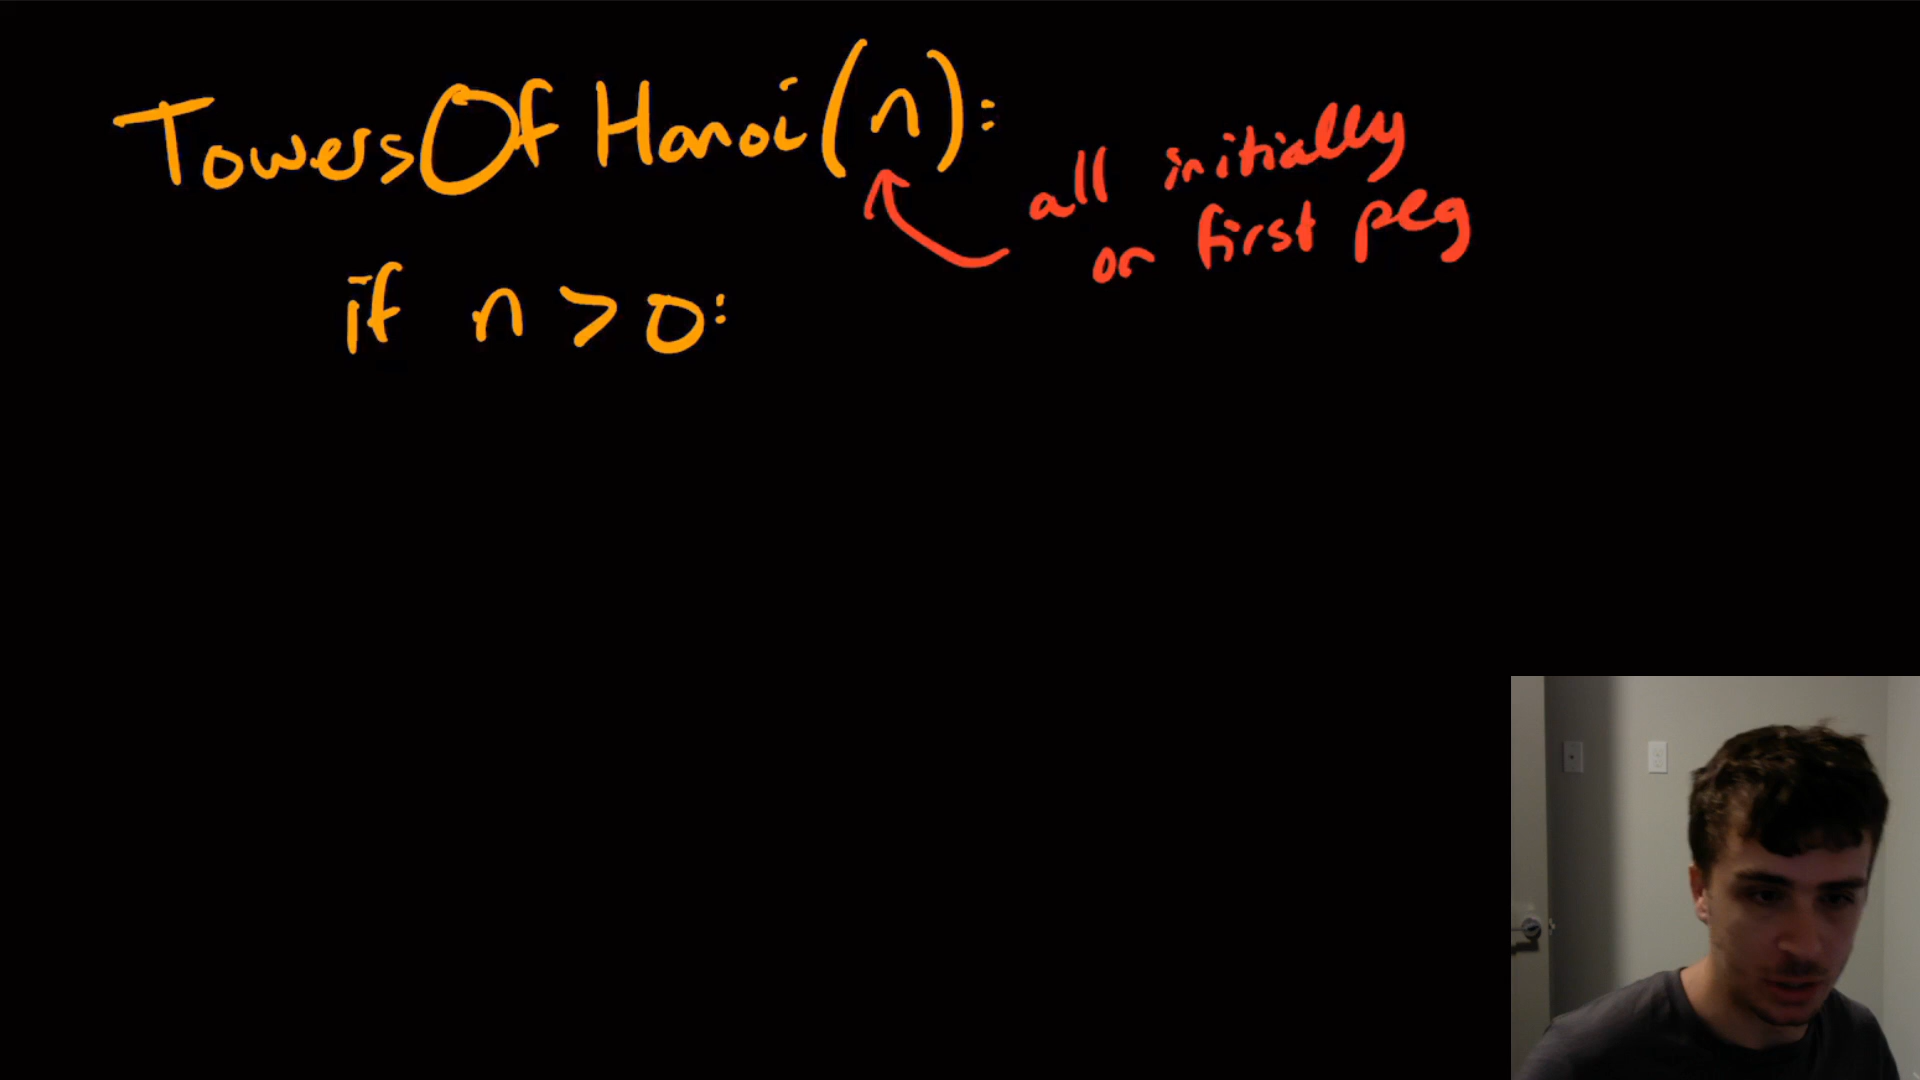 TowersOfHanoi(n):
all initially
on first peg
if n > 0: